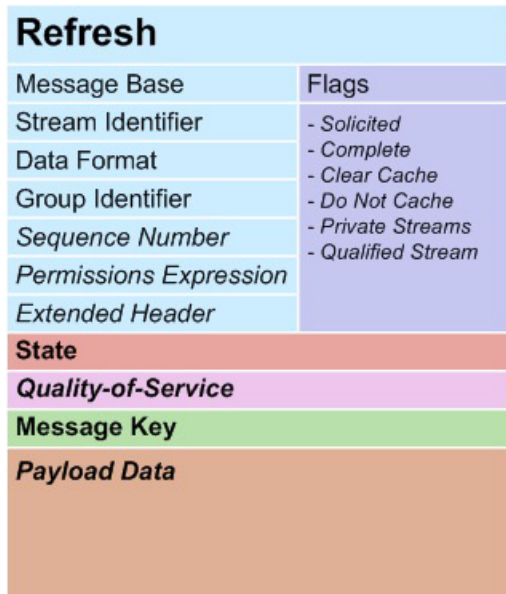 Refresh
Message Base
Stream Identifier
Data Format
Group Identifier
Sequence Number
Permissions Expression
Extended Header
Flags
- Solicited
- Complete
- Clear Cache
- Do Not Cache
- Private Streams
- Qualified Stream
State
Quality-of-Service
Message Key
Payload Data